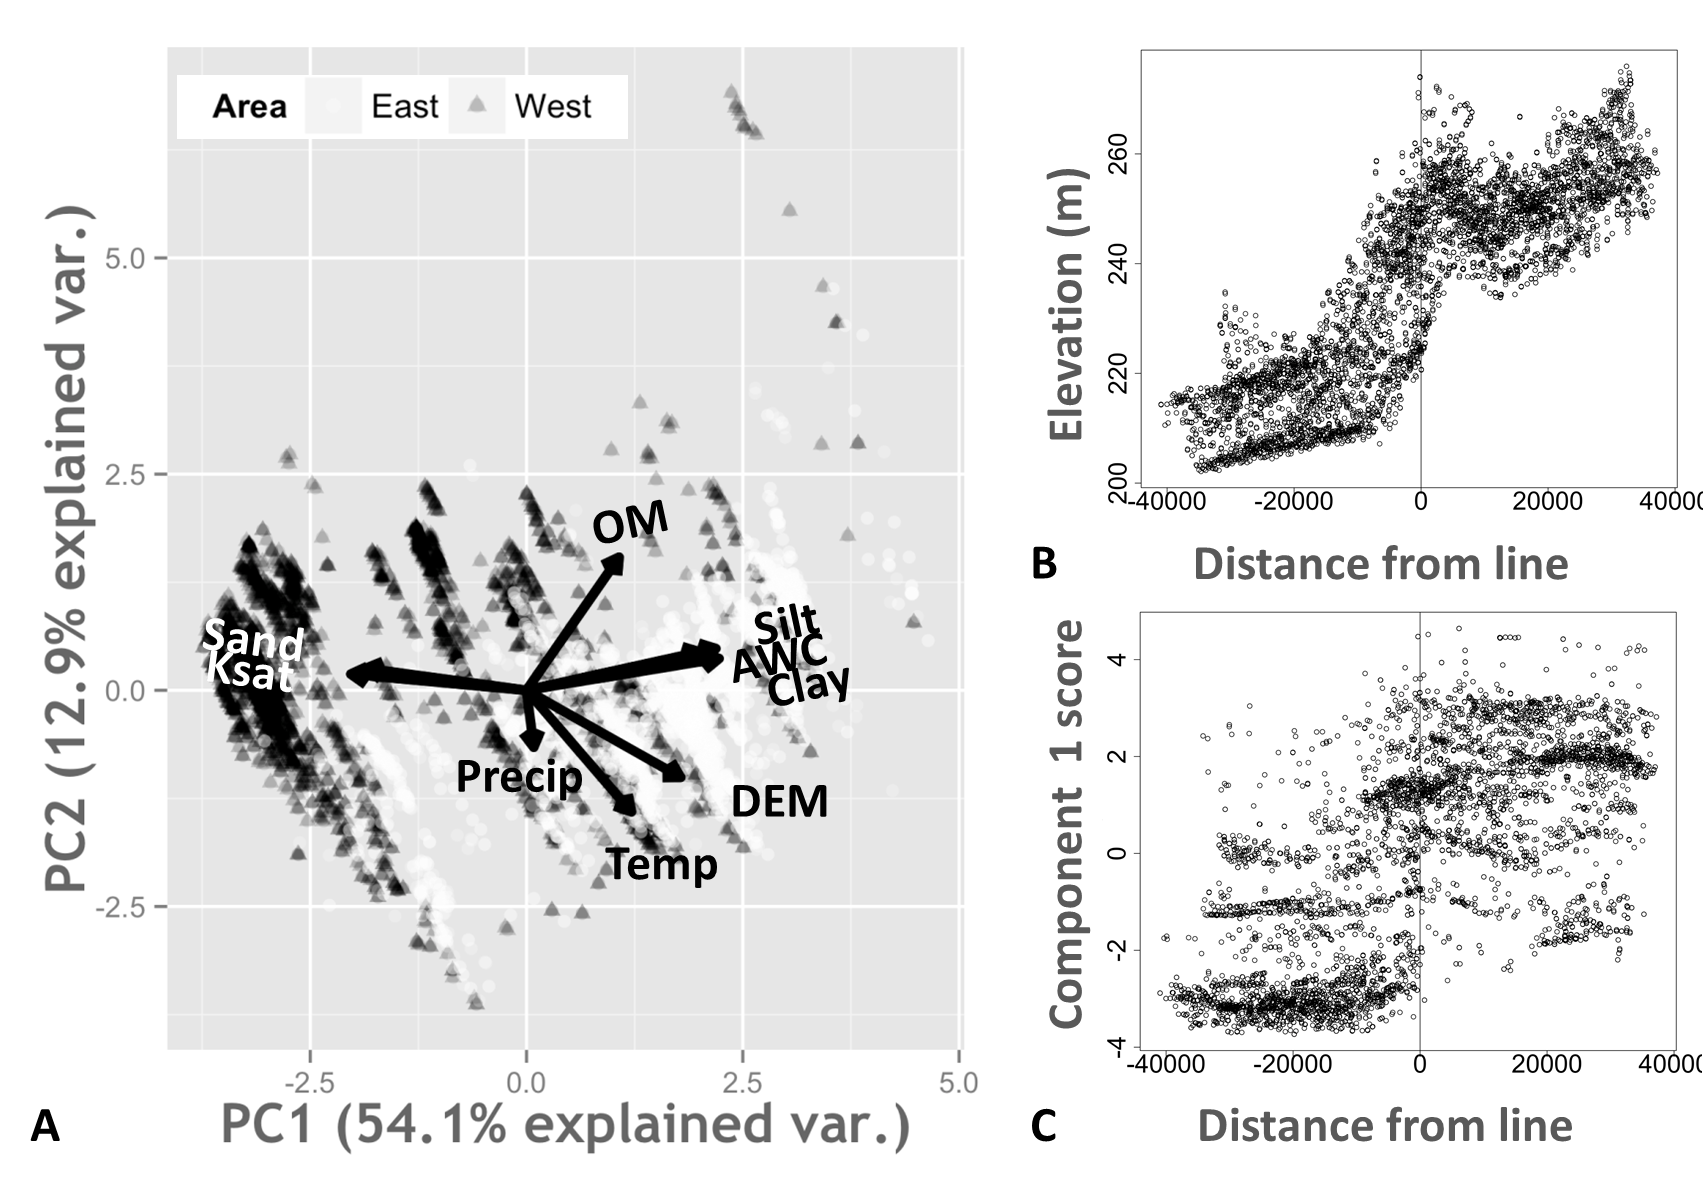 Area East West
PC2 (12.9% explained var.)
5.0
2.5
0.0
-2.5
OM
Sand
Ksat
Silt
AWC
Clay
Precip
DEM
Temp
-2.5 0.0 2.5 5.0
PC1 (54.1% explained var.)
A
Elevation (m)
260
240
220
200
-40000 -20000 0 20000 40000
B
Distance from line
Component 1 score
4
2
0
-2
-4
-40000 -20000 0 20000 40000
C
Distance from line